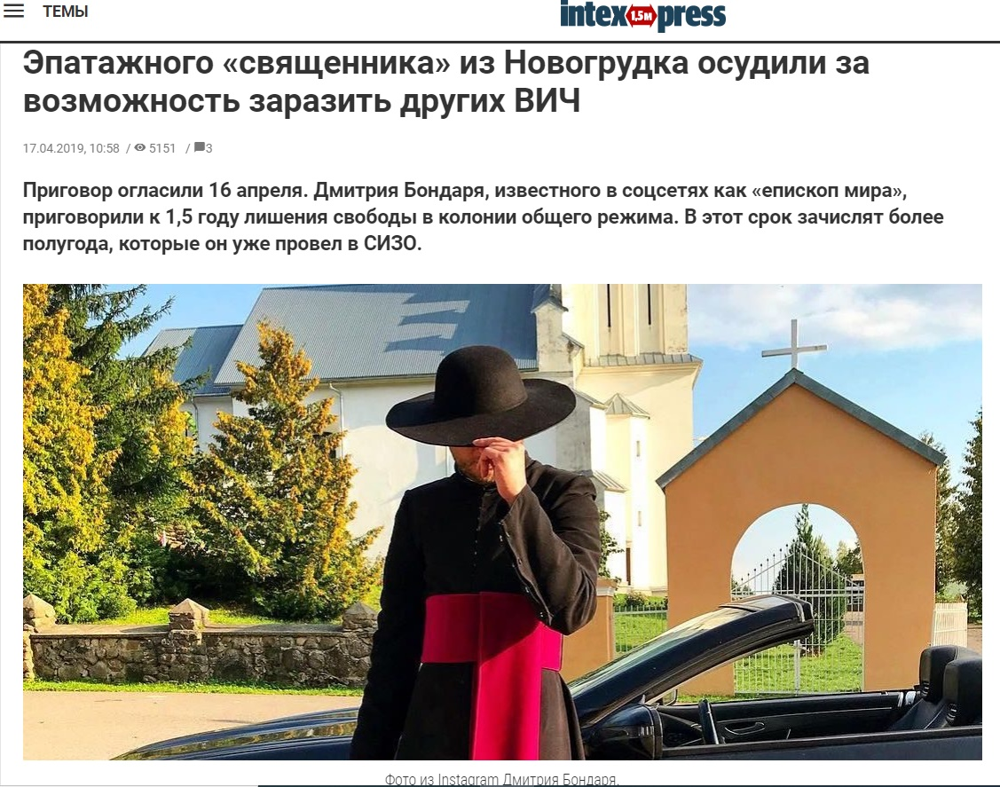 ТЕМЫ
intex 1,5м press
Эпатажного «священника» из Новогрудка осудили за
возможность заразить других ВИЧ
17.04.2019, 10:58 / 5151 / 3
Приговор огласили 16 апреля. Дмитрия Бондаря, известного в соцсетях как «епископ мира»,
приговорили к 1,5 году лишения свободы в колонии общего режима. В этот срок зачислят более
полугода, которые он уже провел в СИЗО.
Фото из Instagram Дмитрия Бондаря.